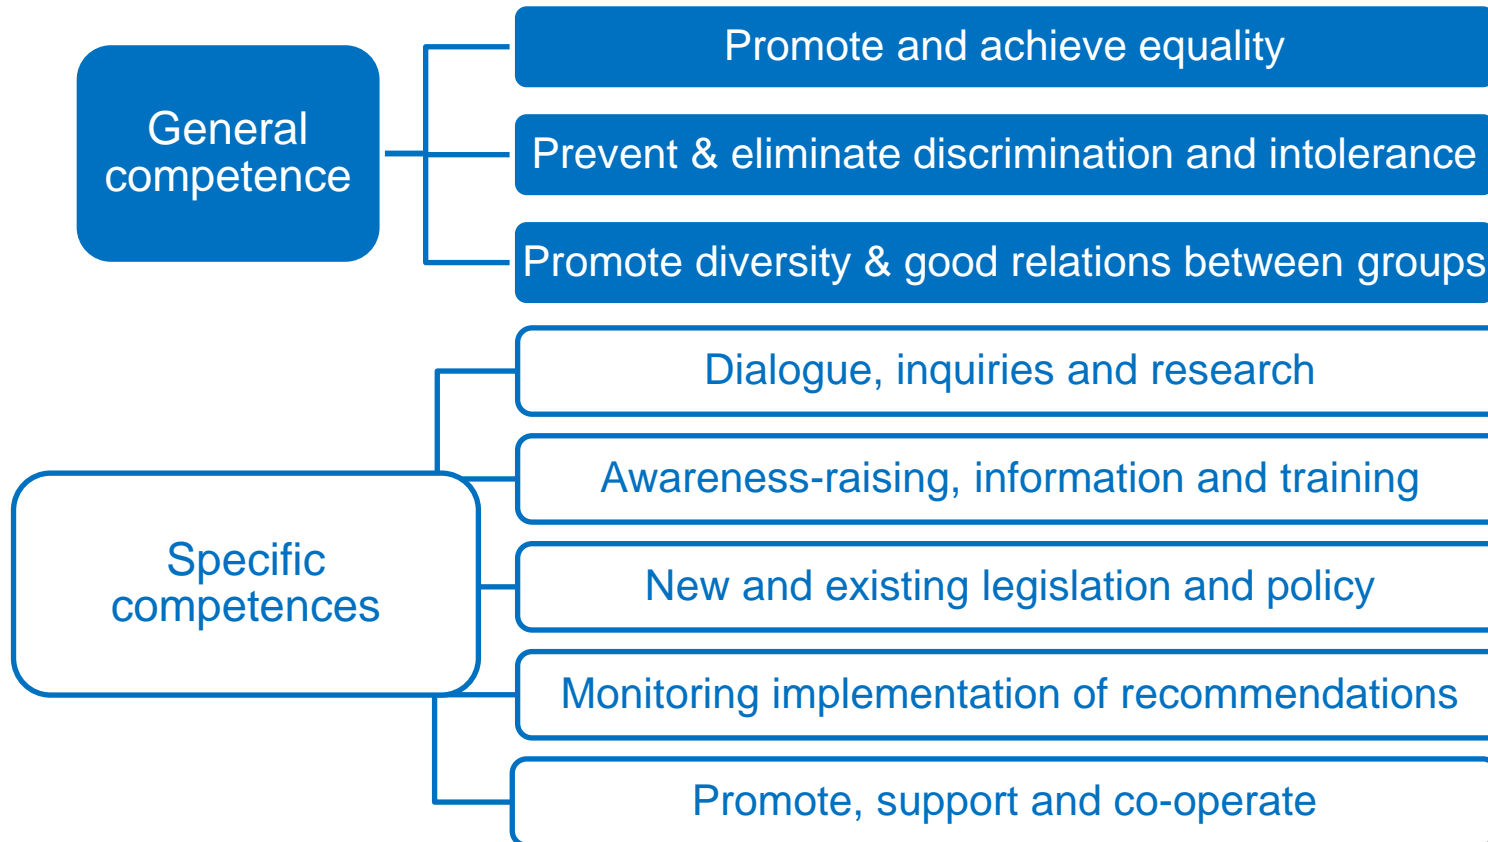 General
competence
Promote and achieve equality
Prevent & eliminate discrimination and intolerance
Promote diversity & good relations between groups
Specific
competences
Dialogue, inquiries and research
Awareness-raising, information and training
New and existing legislation and policy
Monitoring implementation of recommendations
Promote, support and co-operate